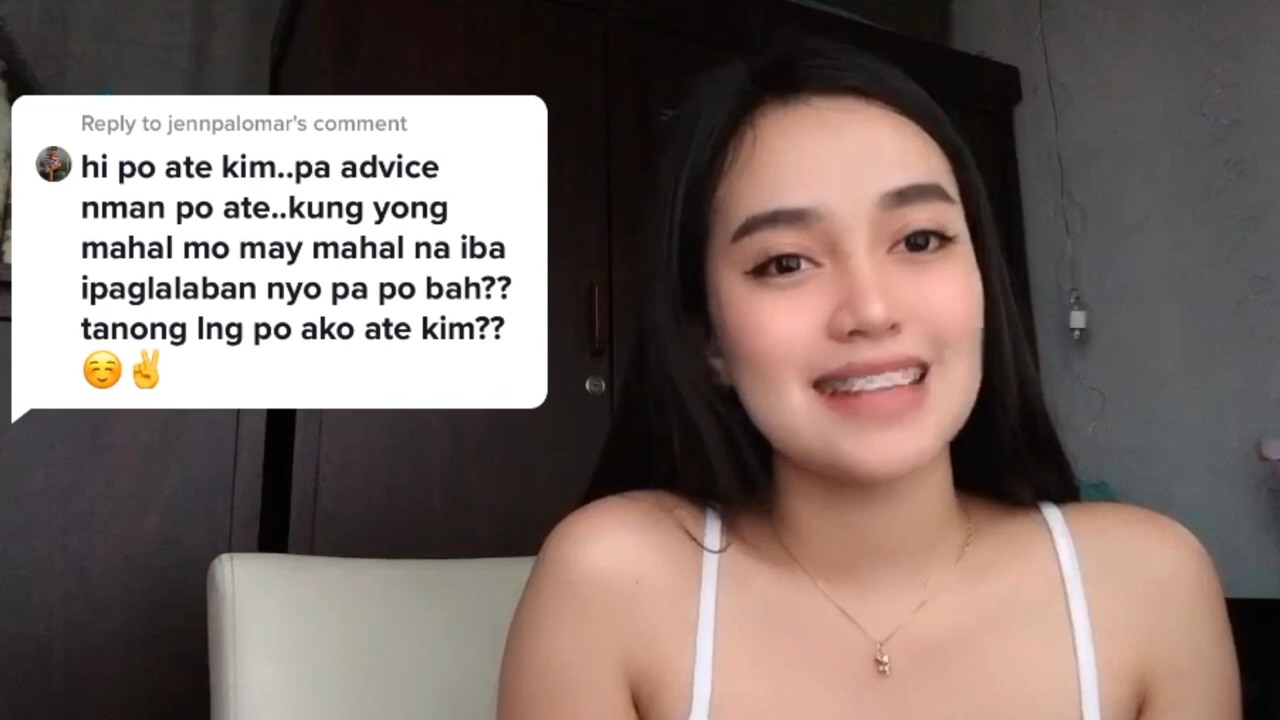 Reply to jennpalomar's comment
hi po ate kim..pa advice
nman po ate..kung yong
mahal mo may mahal na iba
ipaglalaban nyo pa po bah??
tanong lng po ako ate kim??
☺️✌️